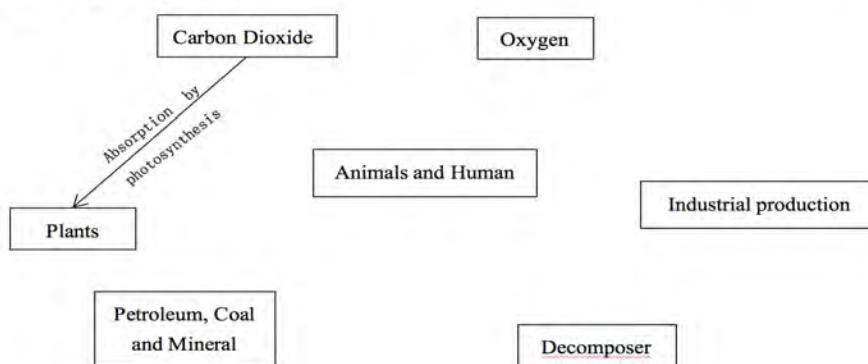 Carbon Dioxide
Oxygen
Absorption by
photosynthesis
Animals and Human
Industrial production
Plants
Petroleum, Coal
and Mineral
Decomposer